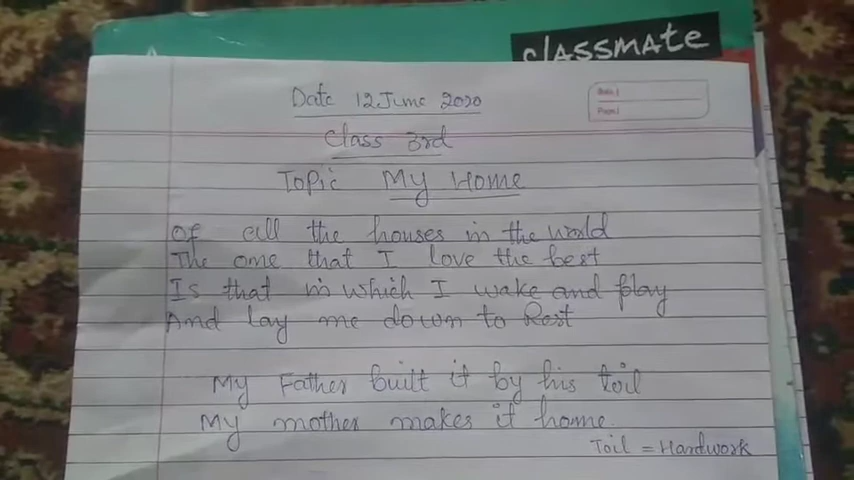 classmate
Date 12 June 2020
Date
Page
Class 3rd
Topic My Home
Of all the houses in the world
The one that I love the best
Is that in which I wake and play
And lay me down to Rest
My Father built it by his toil
My mother makes it home.
Toil = Hardwork